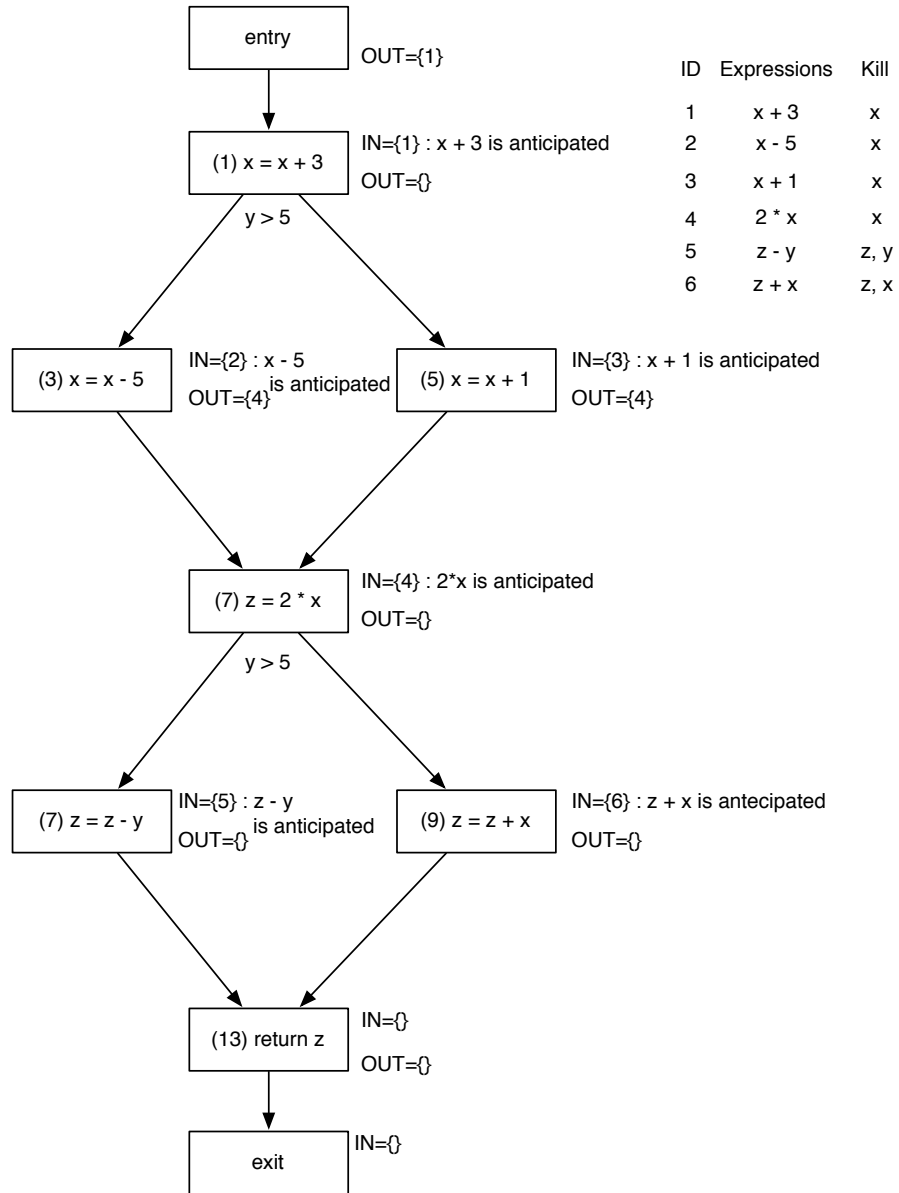 entry
OUT={1}
ID Expressions Kill
1 x + 3 x
2 x - 5 x
3 x + 1 x
4 2 * x x
5 z - y z, y
6 z + x z, x
(1) x = x + 3
IN={1} : x + 3 is anticipated
OUT={}
y > 5
(3) x = x - 5
IN={2} : x - 5
is anticipated
OUT={4}
(5) x = x + 1
IN={3} : x + 1 is anticipated
OUT={4}
(7) z = 2 * x
IN={4} : 2*x is anticipated
OUT={}
y > 5
(7) z = z - y
IN={5} : z - y
is anticipated
OUT={}
(9) z = z + x
IN={6} : z + x is antecipated
OUT={}
(13) return z
IN={}
OUT={}
exit
IN={}